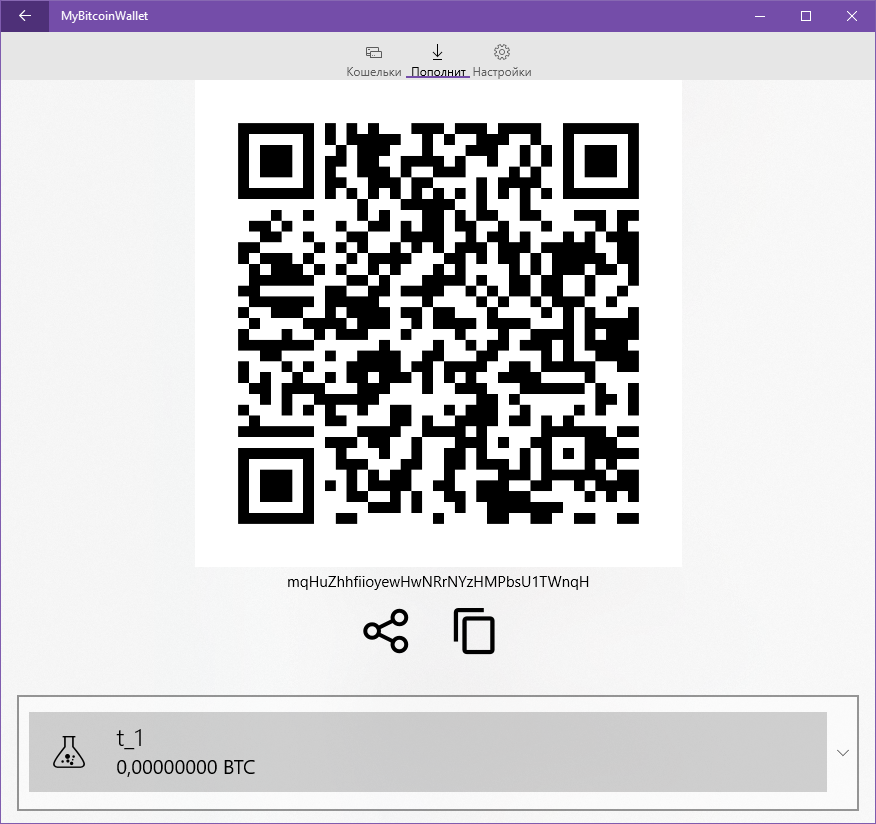 MyBitcoinWallet
Кошельки Пополнит Настройки
mqHuZhhfiioyewHwNRrNYzHMPbsU1TWnqH
t_1
0,00000000 BTC